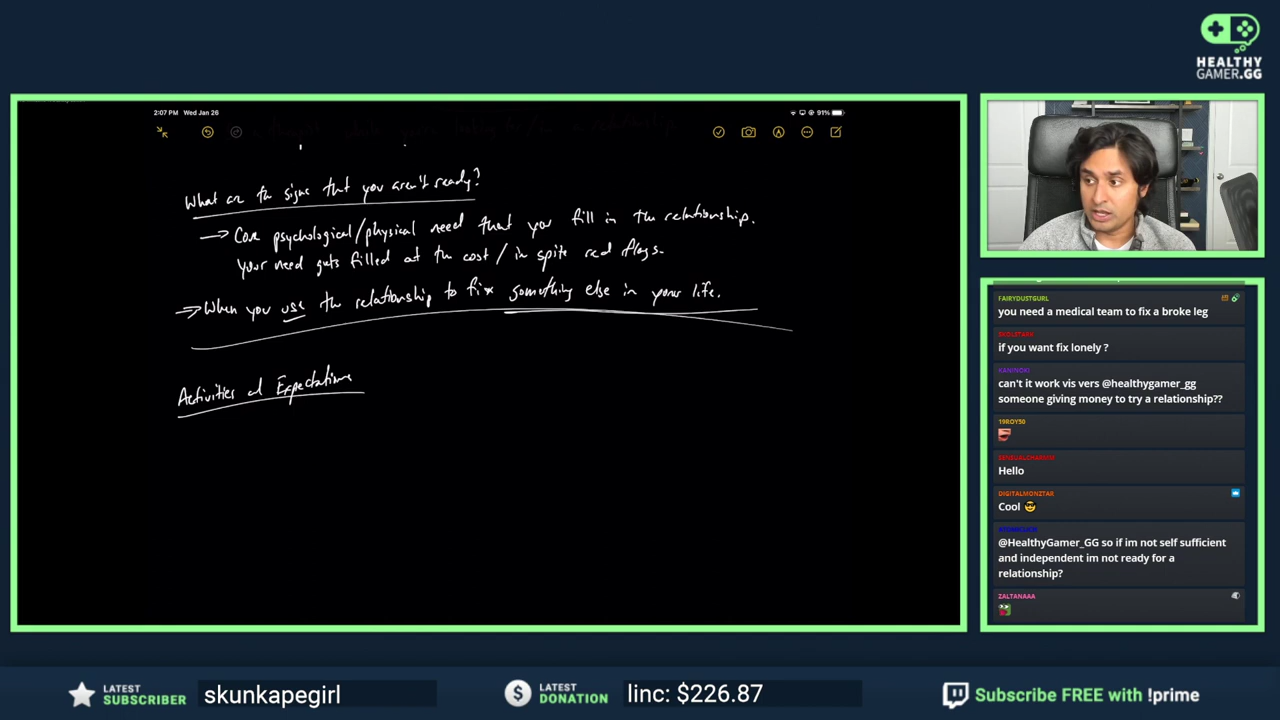 HEALTHY
GAMER.GG
2:07 PM Wed Jan 26
91%
What are the signs that you aren't ready?
→ Core psychological/physical need that you fill in the relationship.
Your need gets filled at the cost / in spite red flags.
→ When you use the relationship to fix something else in your life.
Activities and Expectations
FAIRYDUSTGURL
you need a medical team to fix a broke leg
if you want fix lonely ?
KANINOKI
can't it work vis vers @healthygamer_gg
someone giving money to try a relationship??
19ROY50
Hello
DIGITALMONZTAR
Cool 😎
@HealthyGamer_GG so if im not self sufficient
and independent im not ready for a
relationship?
ZALTANAAA
LATEST
SUBSCRIBER
skunkapegirl
LATEST
DONATION
linc: $226.87
Subscribe FREE with !prime